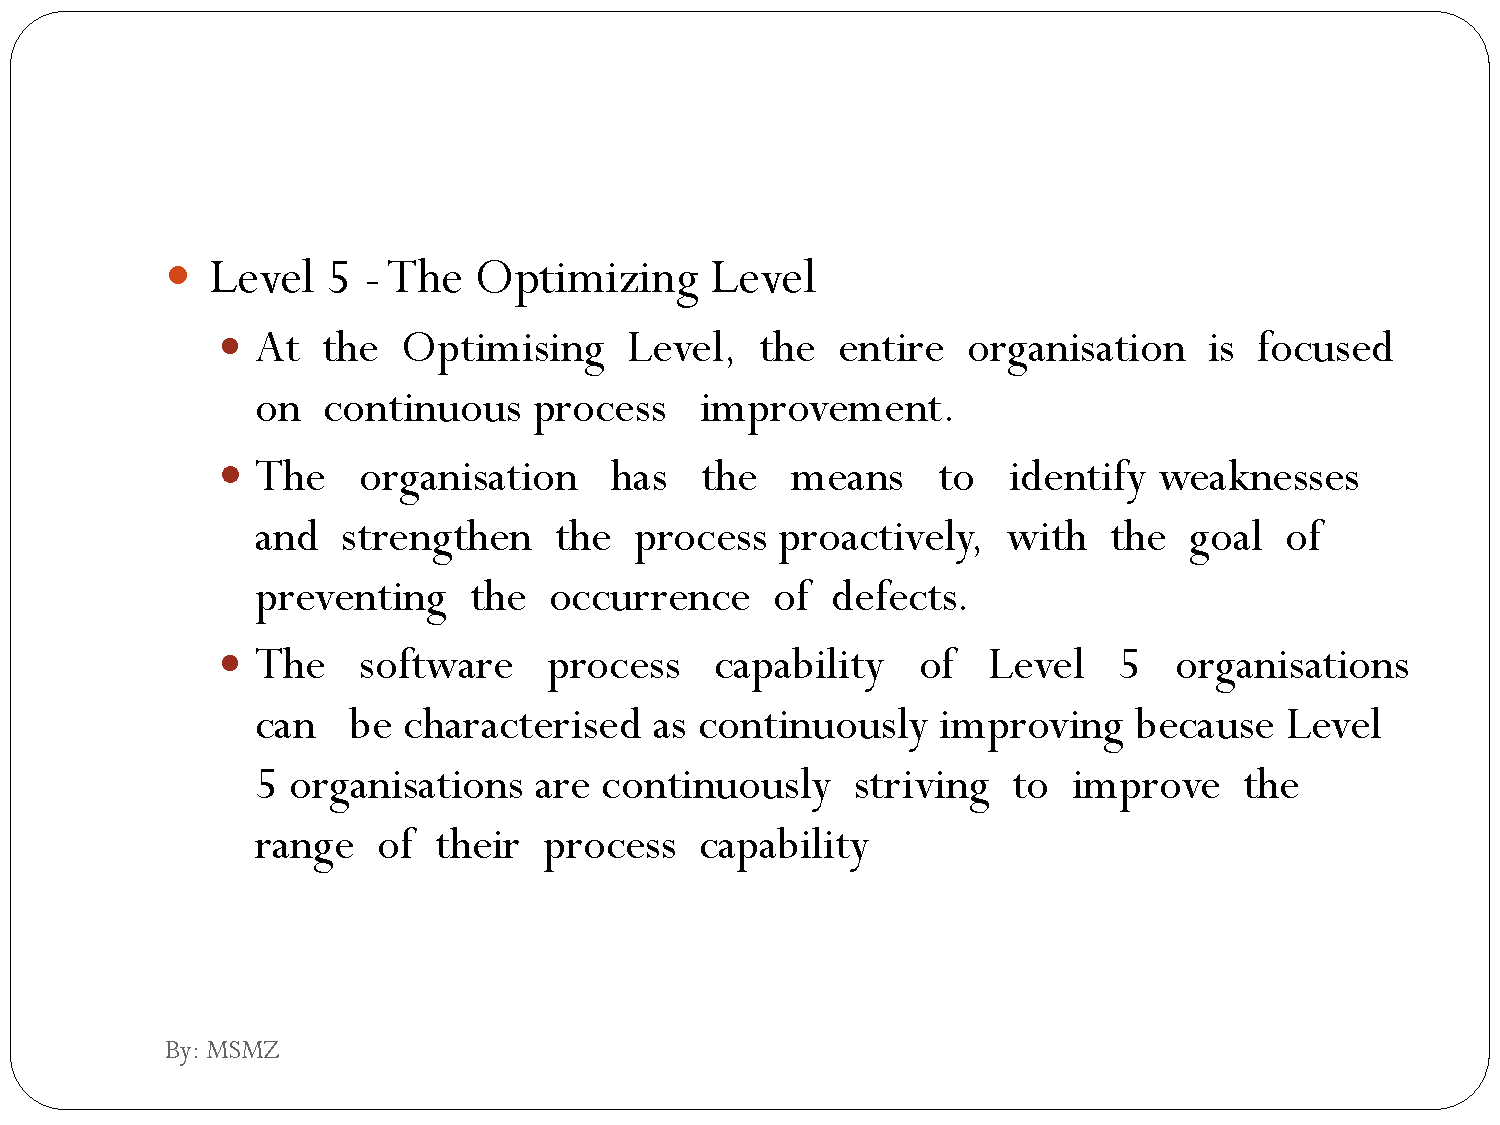 • Level 5 - The Optimizing Level
• At the Optimising Level, the entire organisation is focused
on continuous process improvement.
• The organisation has the means to identify weaknesses
and strengthen the process proactively, with the goal of
preventing the occurrence of defects.
• The software process capability of Level 5 organisations
can be characterised as continuously improving because Level
5 organisations are continuously striving to improve the
range of their process capability
By: MSMZ